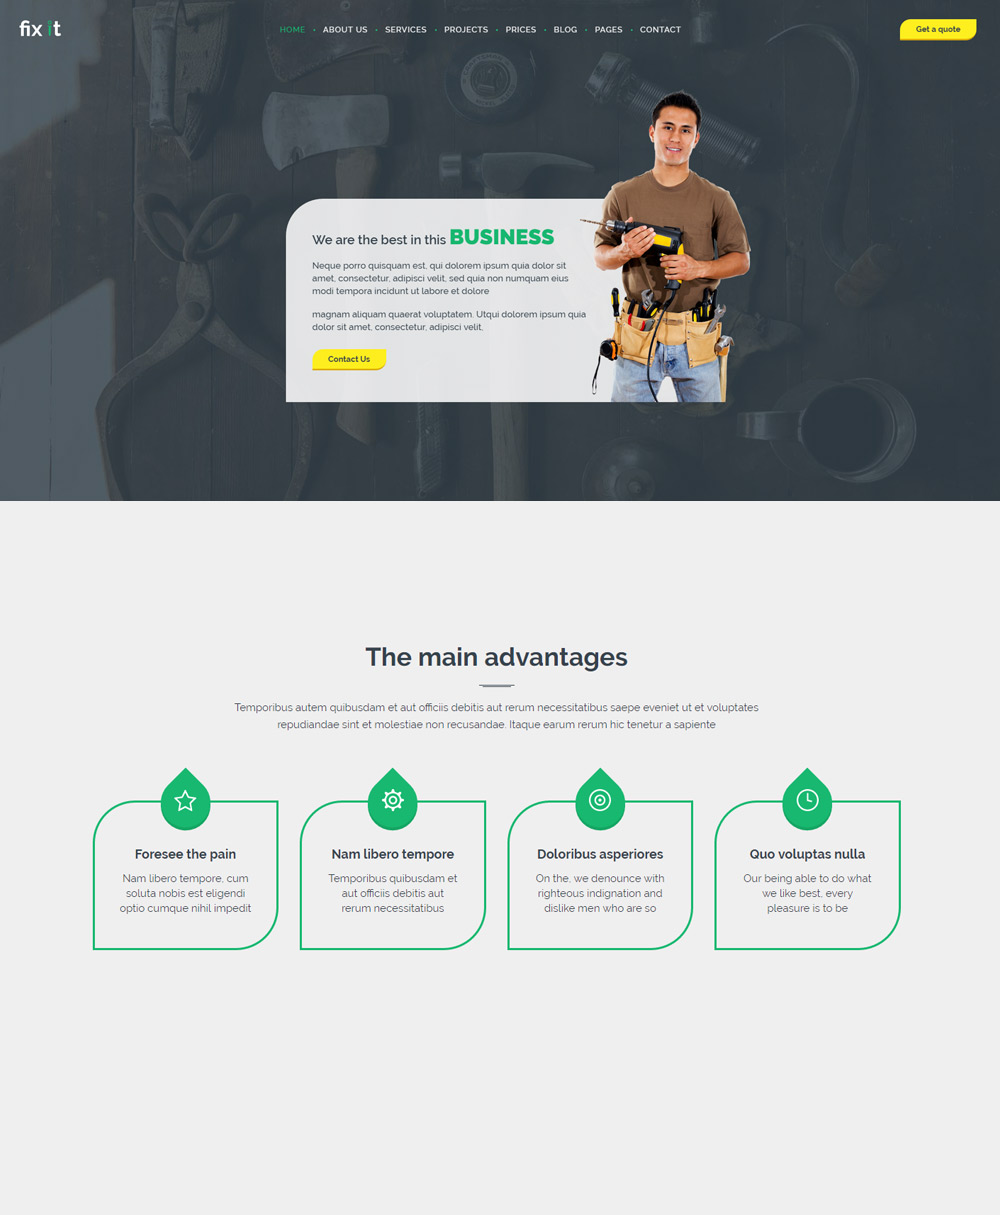 fix it
HOME • ABOUT US • SERVICES • PROJECTS • PRICES • BLOG • PAGES • CONTACT
Get a quote
We are the best in this BUSINESS
Neque porro quisquam est, qui dolorem ipsum quia dolor sit
amet, consectetur, adipisci velit, sed quia non numquam eius
modi tempora incidunt ut labore et dolore
magnam aliquam quaerat voluptatem. Utqui dolorem ipsum quia
dolor sit amet, consectetur, adipisci velit,
Contact Us
The main advantages
Temporibus autem quibusdam et aut officiis debitis aut rerum necessitatibus saepe eveniet ut et voluptates
repudiandae sint et molestiae non recusandae. Itaque earum rerum hic tenetur a sapiente
Foresee the pain
Nam libero tempore, cum
soluta nobis est eligendi
optio cumque nihil impedit
Nam libero tempore
Temporibus quibusdam et
aut officiis debitis aut
rerum necessitatibus
Doloribus asperiores
On the, we denounce with
righteous indignation and
dislike men who are so
Quo voluptas nulla
Our being able to do what
we like best, every
pleasure is to be